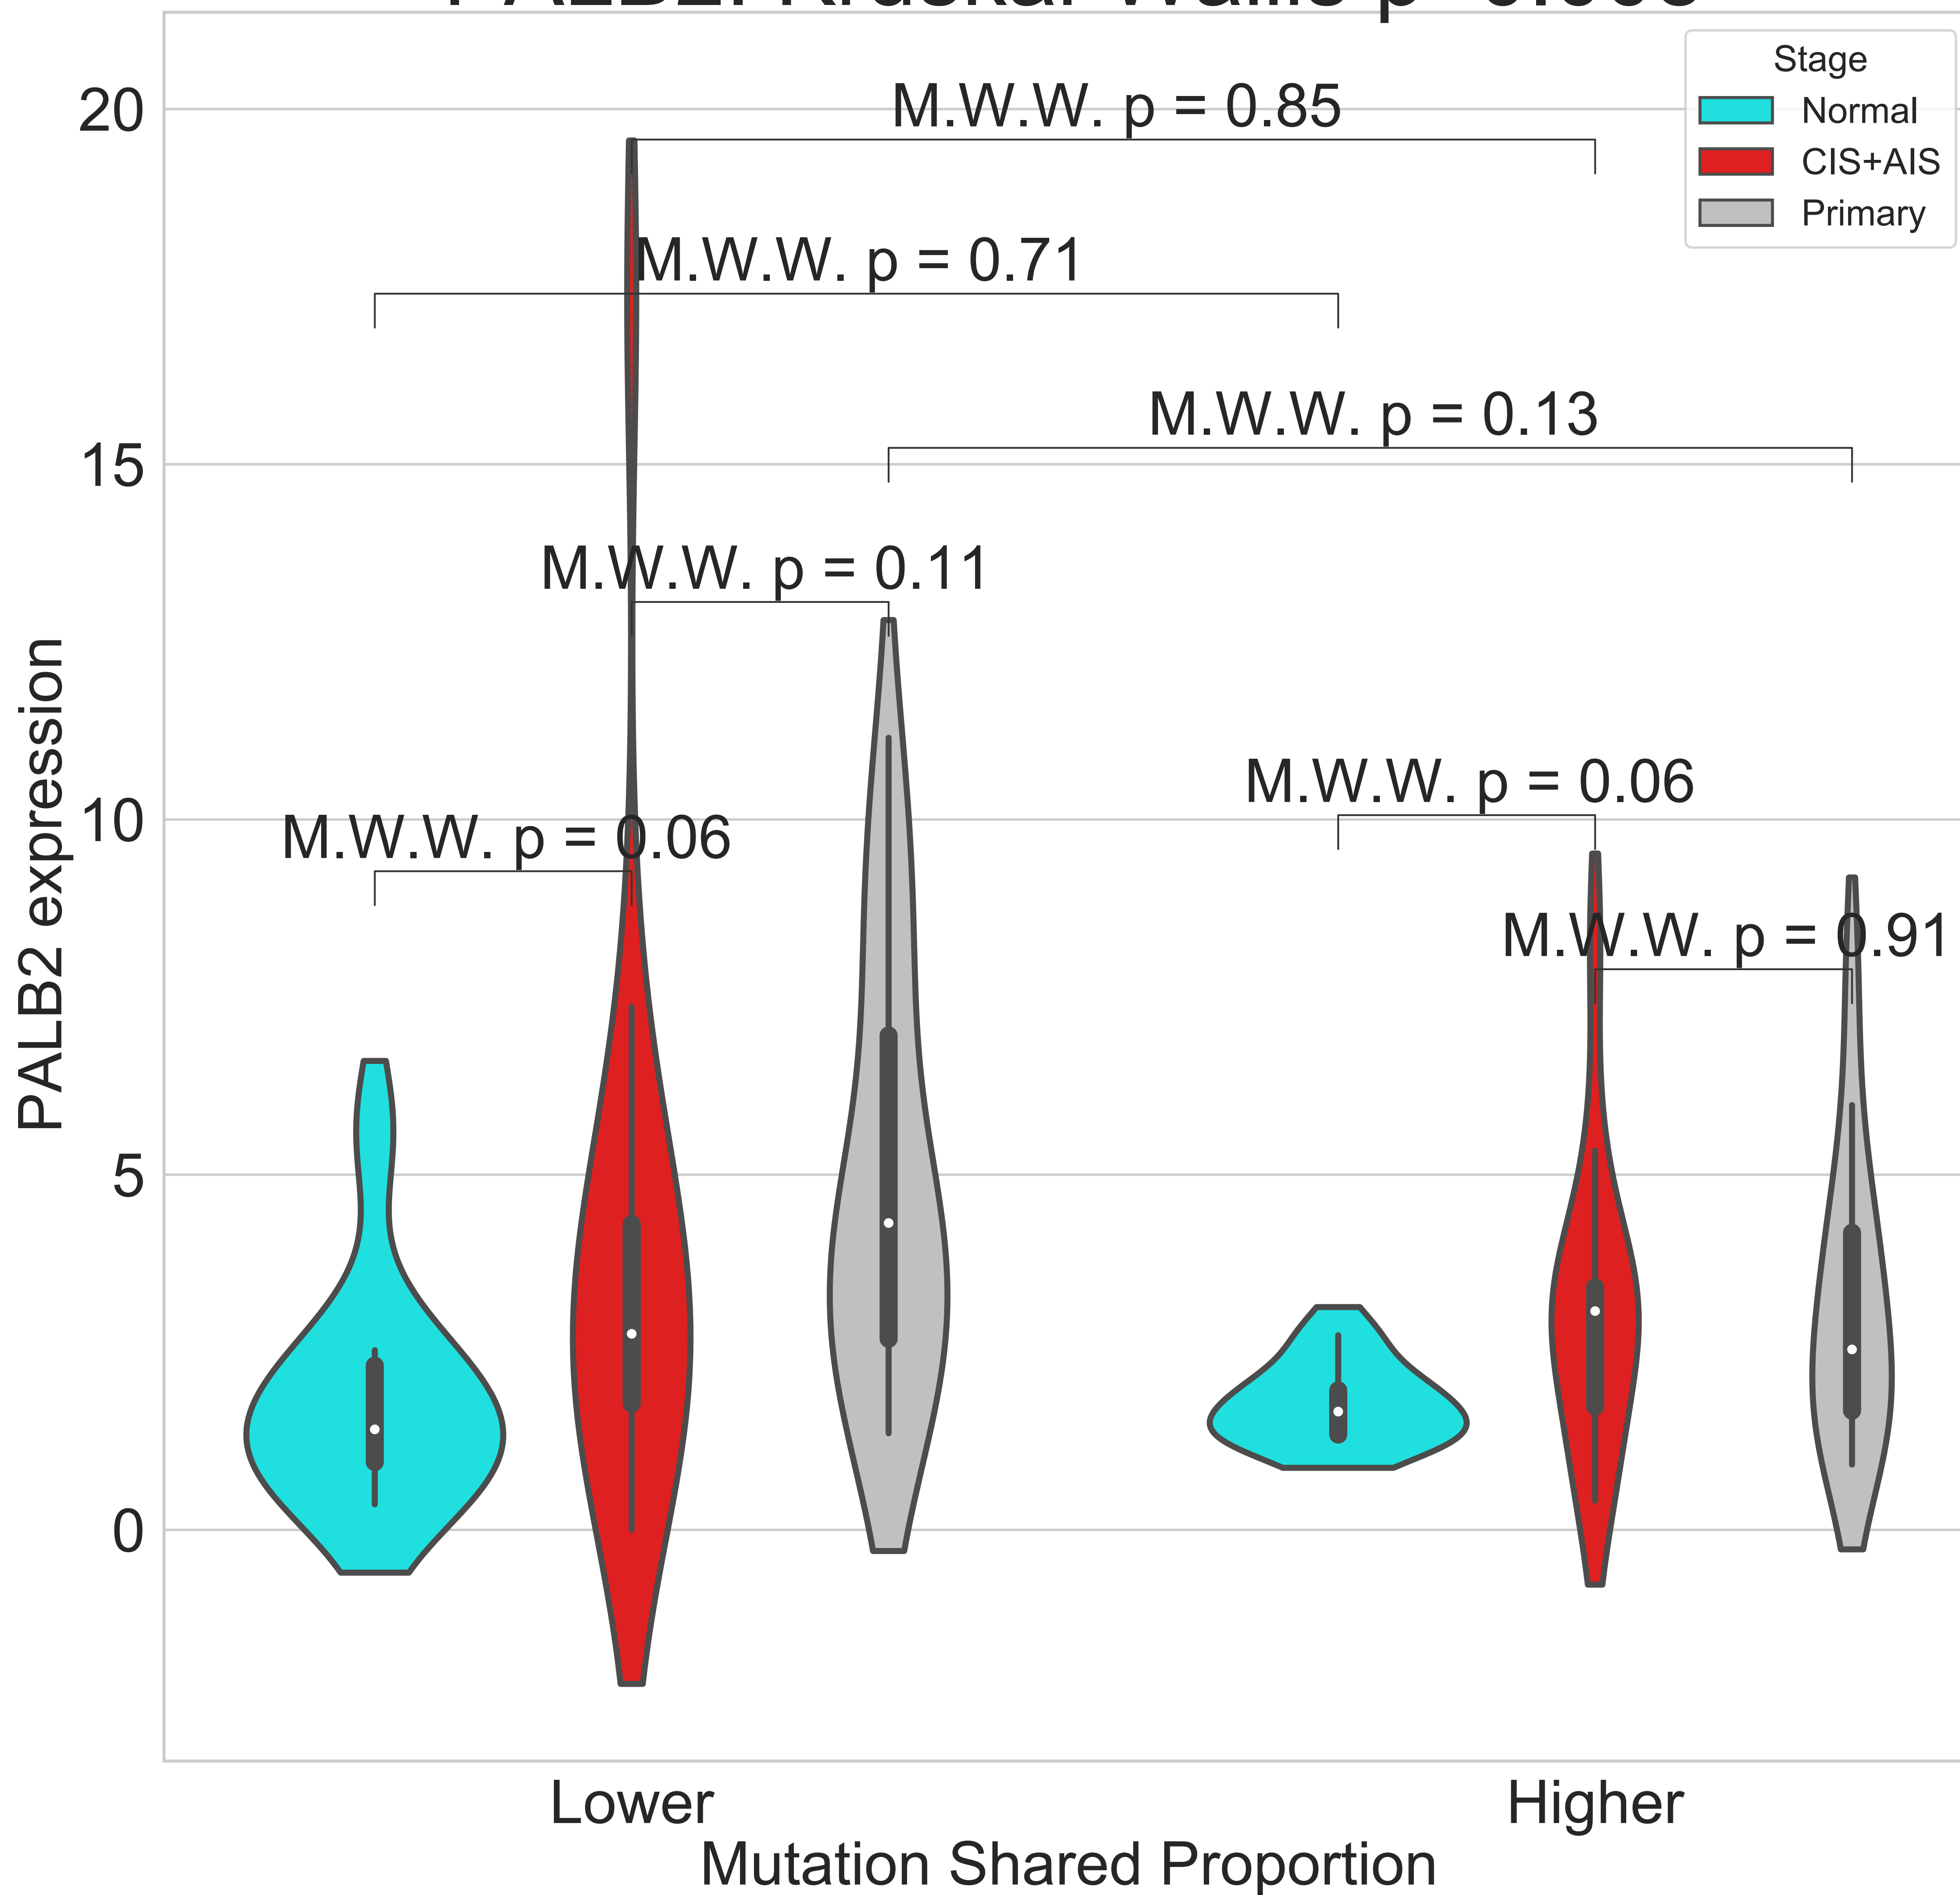 Stage
Normal
CIS+AIS
Primary
20
15
10
5
0
PALB2 expression
M.W.W. p = 0.85
M.W.W. p = 0.71
M.W.W. p = 0.13
M.W.W. p = 0.11
M.W.W. p = 0.06
M.W.W. p = 0.06
M.W.W. p = 0.91
Lower
Higher
Mutation Shared Proportion